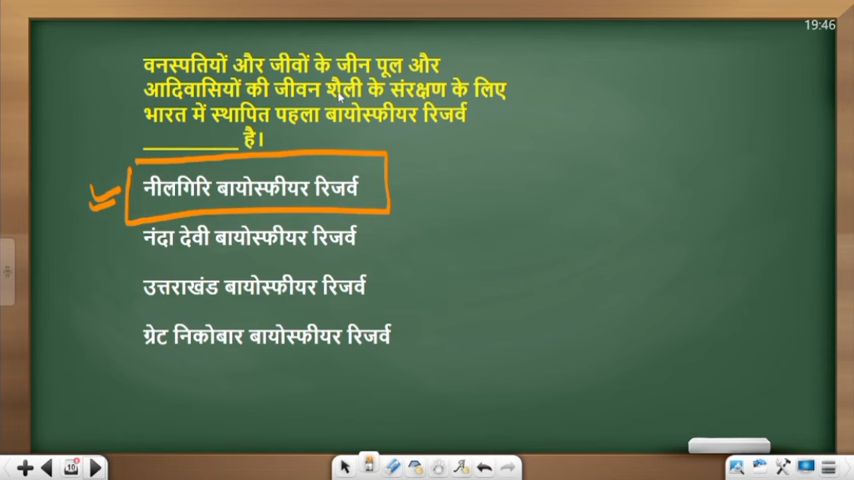 19:46
वनस्पतियों और जीवों के जीन पूल और
आदिवासियों की जीवन शैली के संरक्षण के लिए
भारत में स्थापित पहला बायोस्फीयर रिजर्व
__________ है।
नीलगिरि बायोस्फीयर रिजर्व
नंदा देवी बायोस्फीयर रिजर्व
उत्तराखंड बायोस्फीयर रिजर्व
ग्रेट निकोबार बायोस्फीयर रिजर्व
10